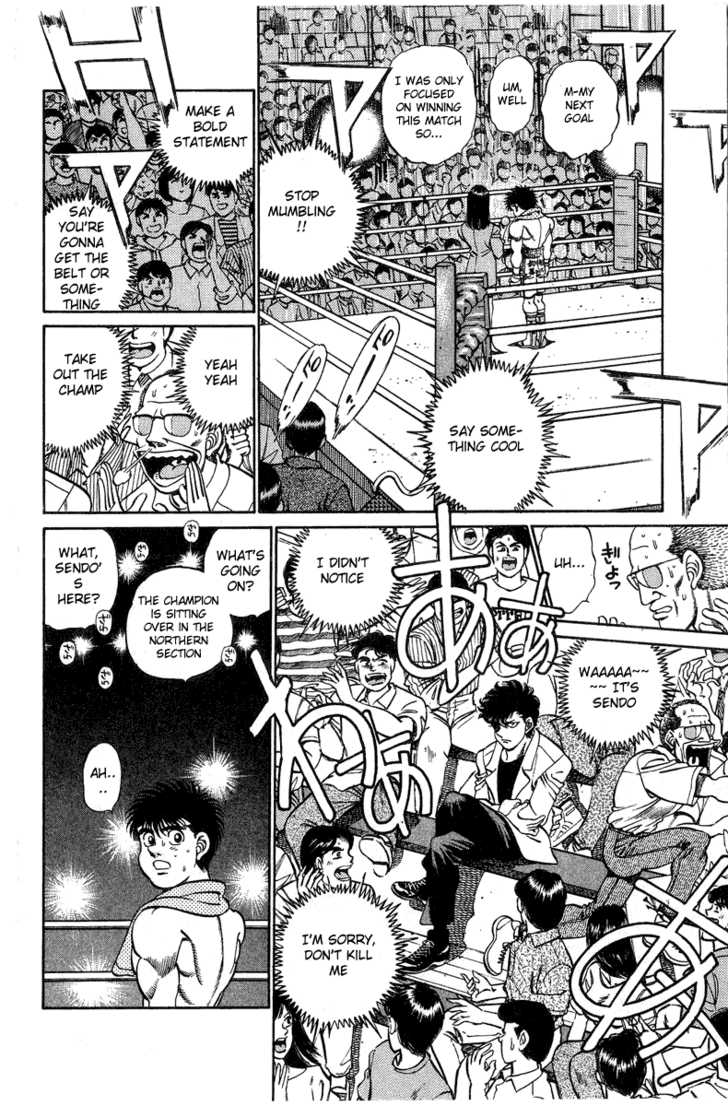 M-MY
NEXT
GOAL
UM,
WELL
I WAS ONLY
FOCUSED
ON WINNING
THIS MATCH
SO...
STOP
MUMBLING
!!
SAY SOME-
THING COOL
MAKE A
BOLD
STATEMENT
SAY
YOU'RE
GONNA
GET THE
BELT OR
SOME-
THING
YEAH
YEAH
TAKE
OUT THE
CHAMP
ぎょっ
UH...
WAAAAA~~
~~ IT'S
SENDO
I DIDN'T
NOTICE
わぁ
あぁ
あ
I'M SORRY,
DON'T KILL
ME
WHAT'S
GOING
ON?
THE CHAMPION
IS SITTING
OVER IN THE
NORTHERN
SECTION
WHAT,
SENDO'
S
HERE?
AH..
..